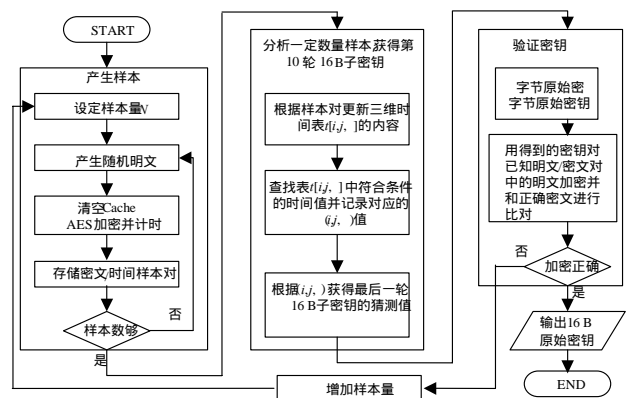 START
产生样本
设定样本量V
产生随机明文
清空Cache
AES加密并计时
存储密文/时间样本对
样本数够
否
是
分析一定数量样本,获得第
10轮16B子密钥
根据样本对更新三维时
间表t[i,j, ]的内容
查找表t[i,j, ]中符合条件
的时间值并记录对应的
(i,j, )值
根据(i,j, )获得最后一轮
16B子密钥的猜测值
增加样本量
验证密钥
字节原始密
字节原始密钥
用得到的密钥对
已知明文/密文对
中的明文加密并
和正确密文进行
比对
否
加密正确
是
输出16B
原始密钥
END